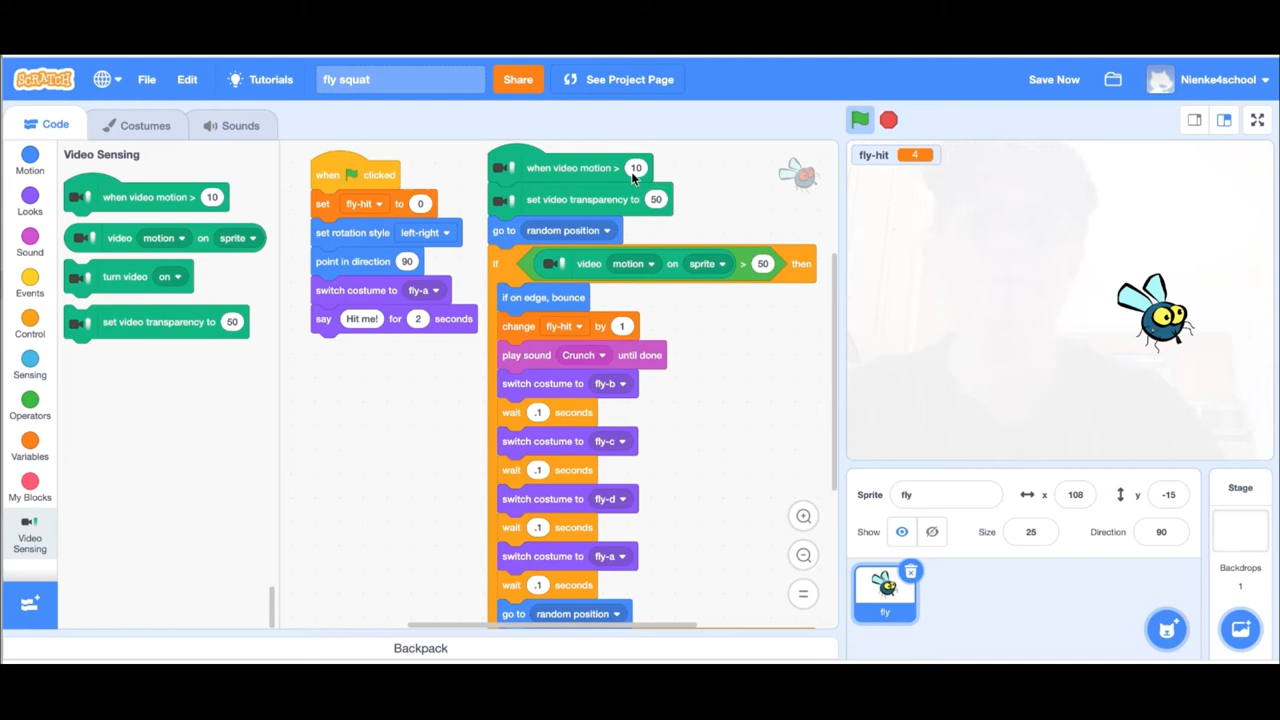 SCRATCH File Edit Tutorials fly squat Share See Project Page Save Now Nienke4school
Code Costumes Sounds
Motion
Looks
Sound
Events
Control
Sensing
Operators
Variables
My Blocks
Video Sensing
Video Sensing
when video motion > 10
video motion on sprite
turn video on
set video transparency to 50
when clicked
set fly-hit to 0
set rotation style left-right
point in direction 90
switch costume to fly-a
say Hit me! for 2 seconds
when video motion > 10
set video transparency to 50
go to random position
if video motion on sprite > 50 then
if on edge, bounce
change fly-hit by 1
play sound Crunch until done
switch costume to fly-b
wait .1 seconds
switch costume to fly-c
wait .1 seconds
switch costume to fly-d
wait .1 seconds
switch costume to fly-a
wait .1 seconds
go to random position
Backpack
fly-hit 4
Sprite fly x 108 y -15
Show Size 25 Direction 90
fly
Stage
Backdrops
1